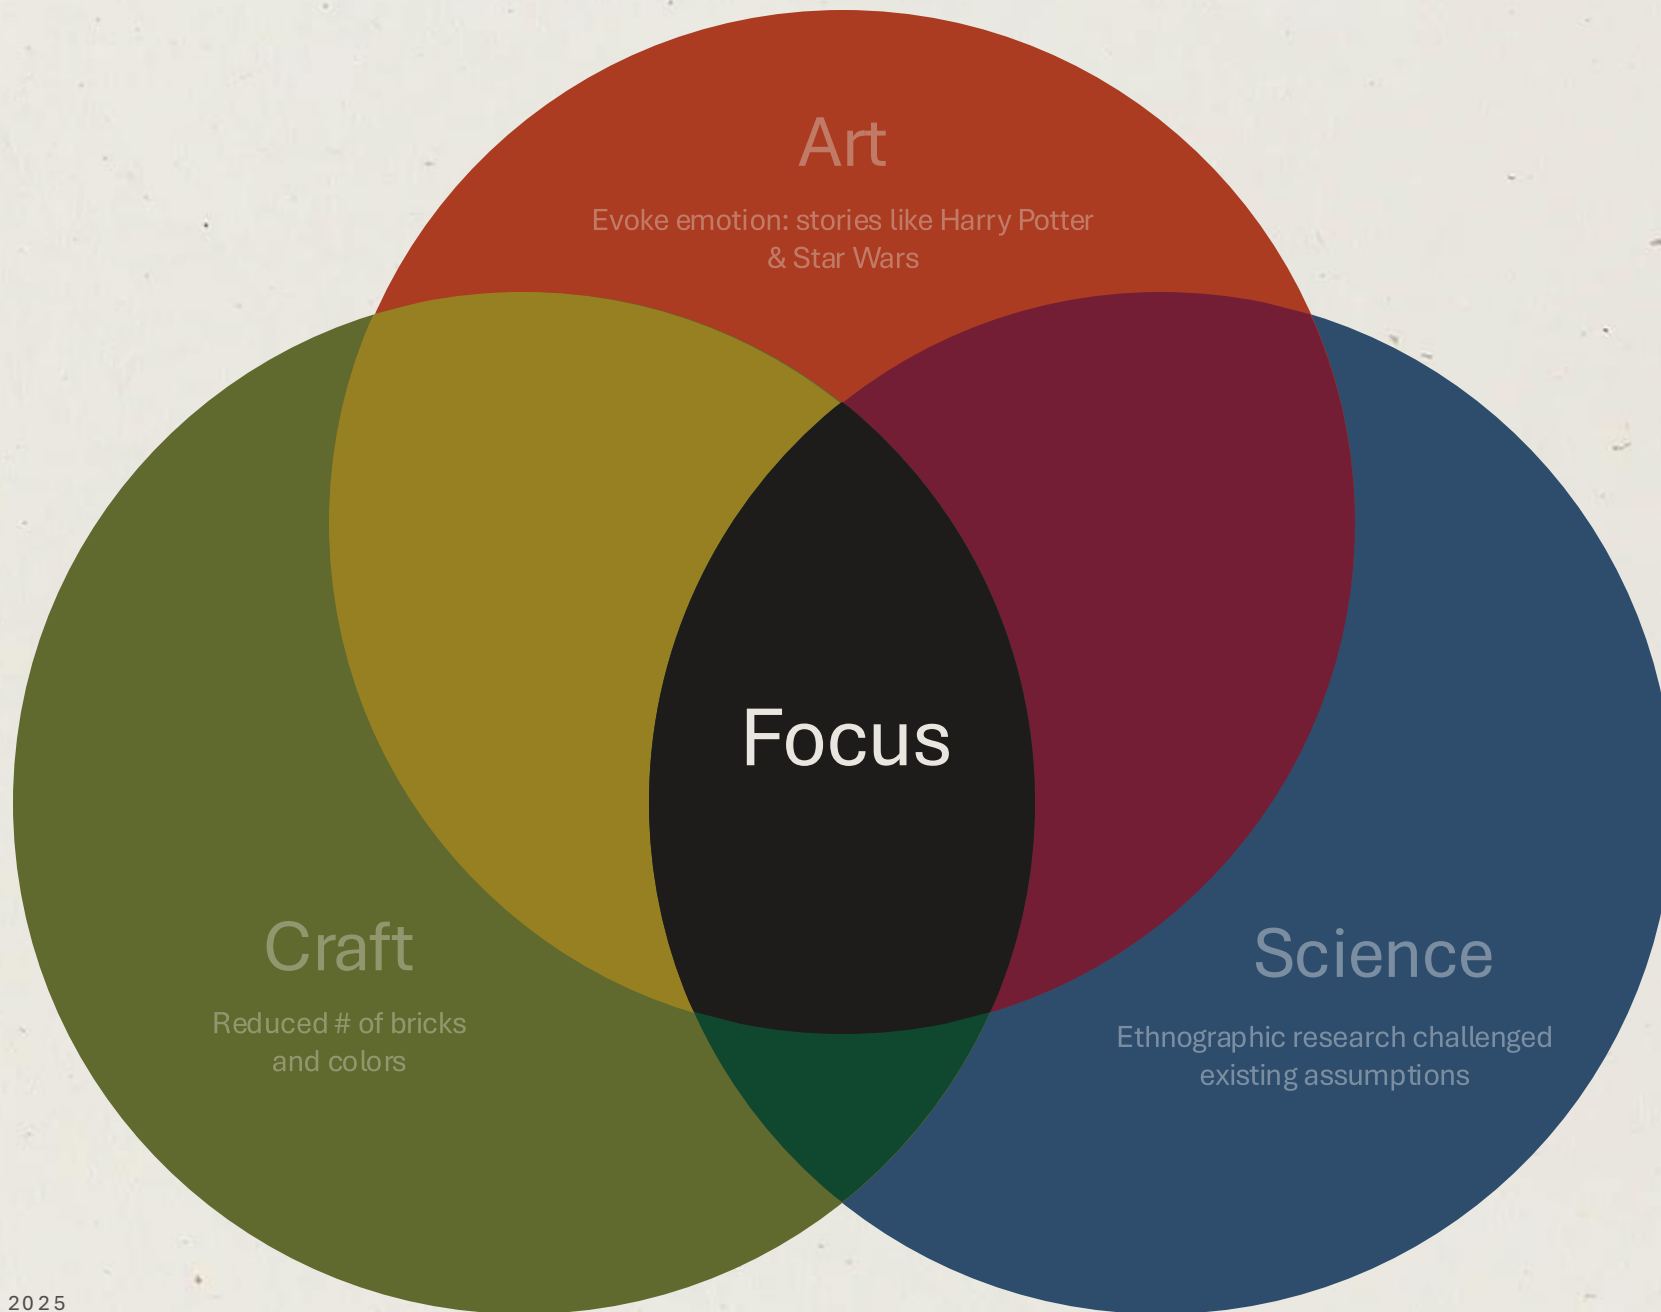 Art
Evoke emotion: stories like Harry Potter
& Star Wars
Focus
Craft
Reduced # of bricks
and colors
Science
Ethnographic research challenged
existing assumptions
2025